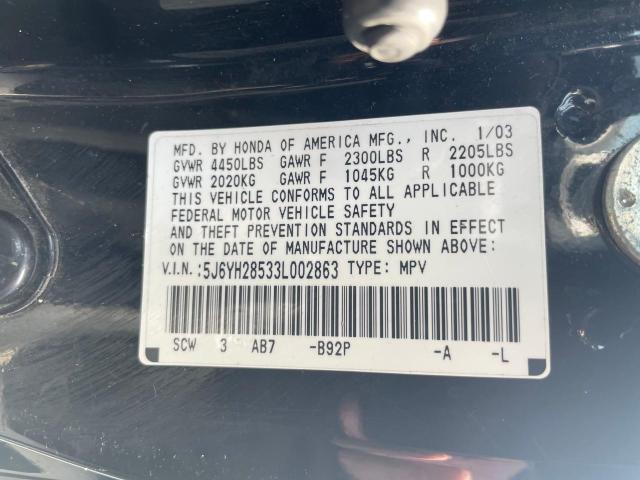 MFD. BY HONDA OF AMERICA MFG., INC. 1/03
GVWR 4450LBS GAWR F 2300LBS R 2205LBS
GVWR 2020KG GAWR F 1045KG R 1000KG
THIS VEHICLE CONFORMS TO ALL APPLICABLE
FEDERAL MOTOR VEHICLE SAFETY
AND THEFT PREVENTION STANDARDS IN EFFECT
ON THE DATE OF MANUFACTURE SHOWN ABOVE:
V.I.N.:5J6YH28533L002863 TYPE: MPV
SCW 3 AB7 -B92P -A -L